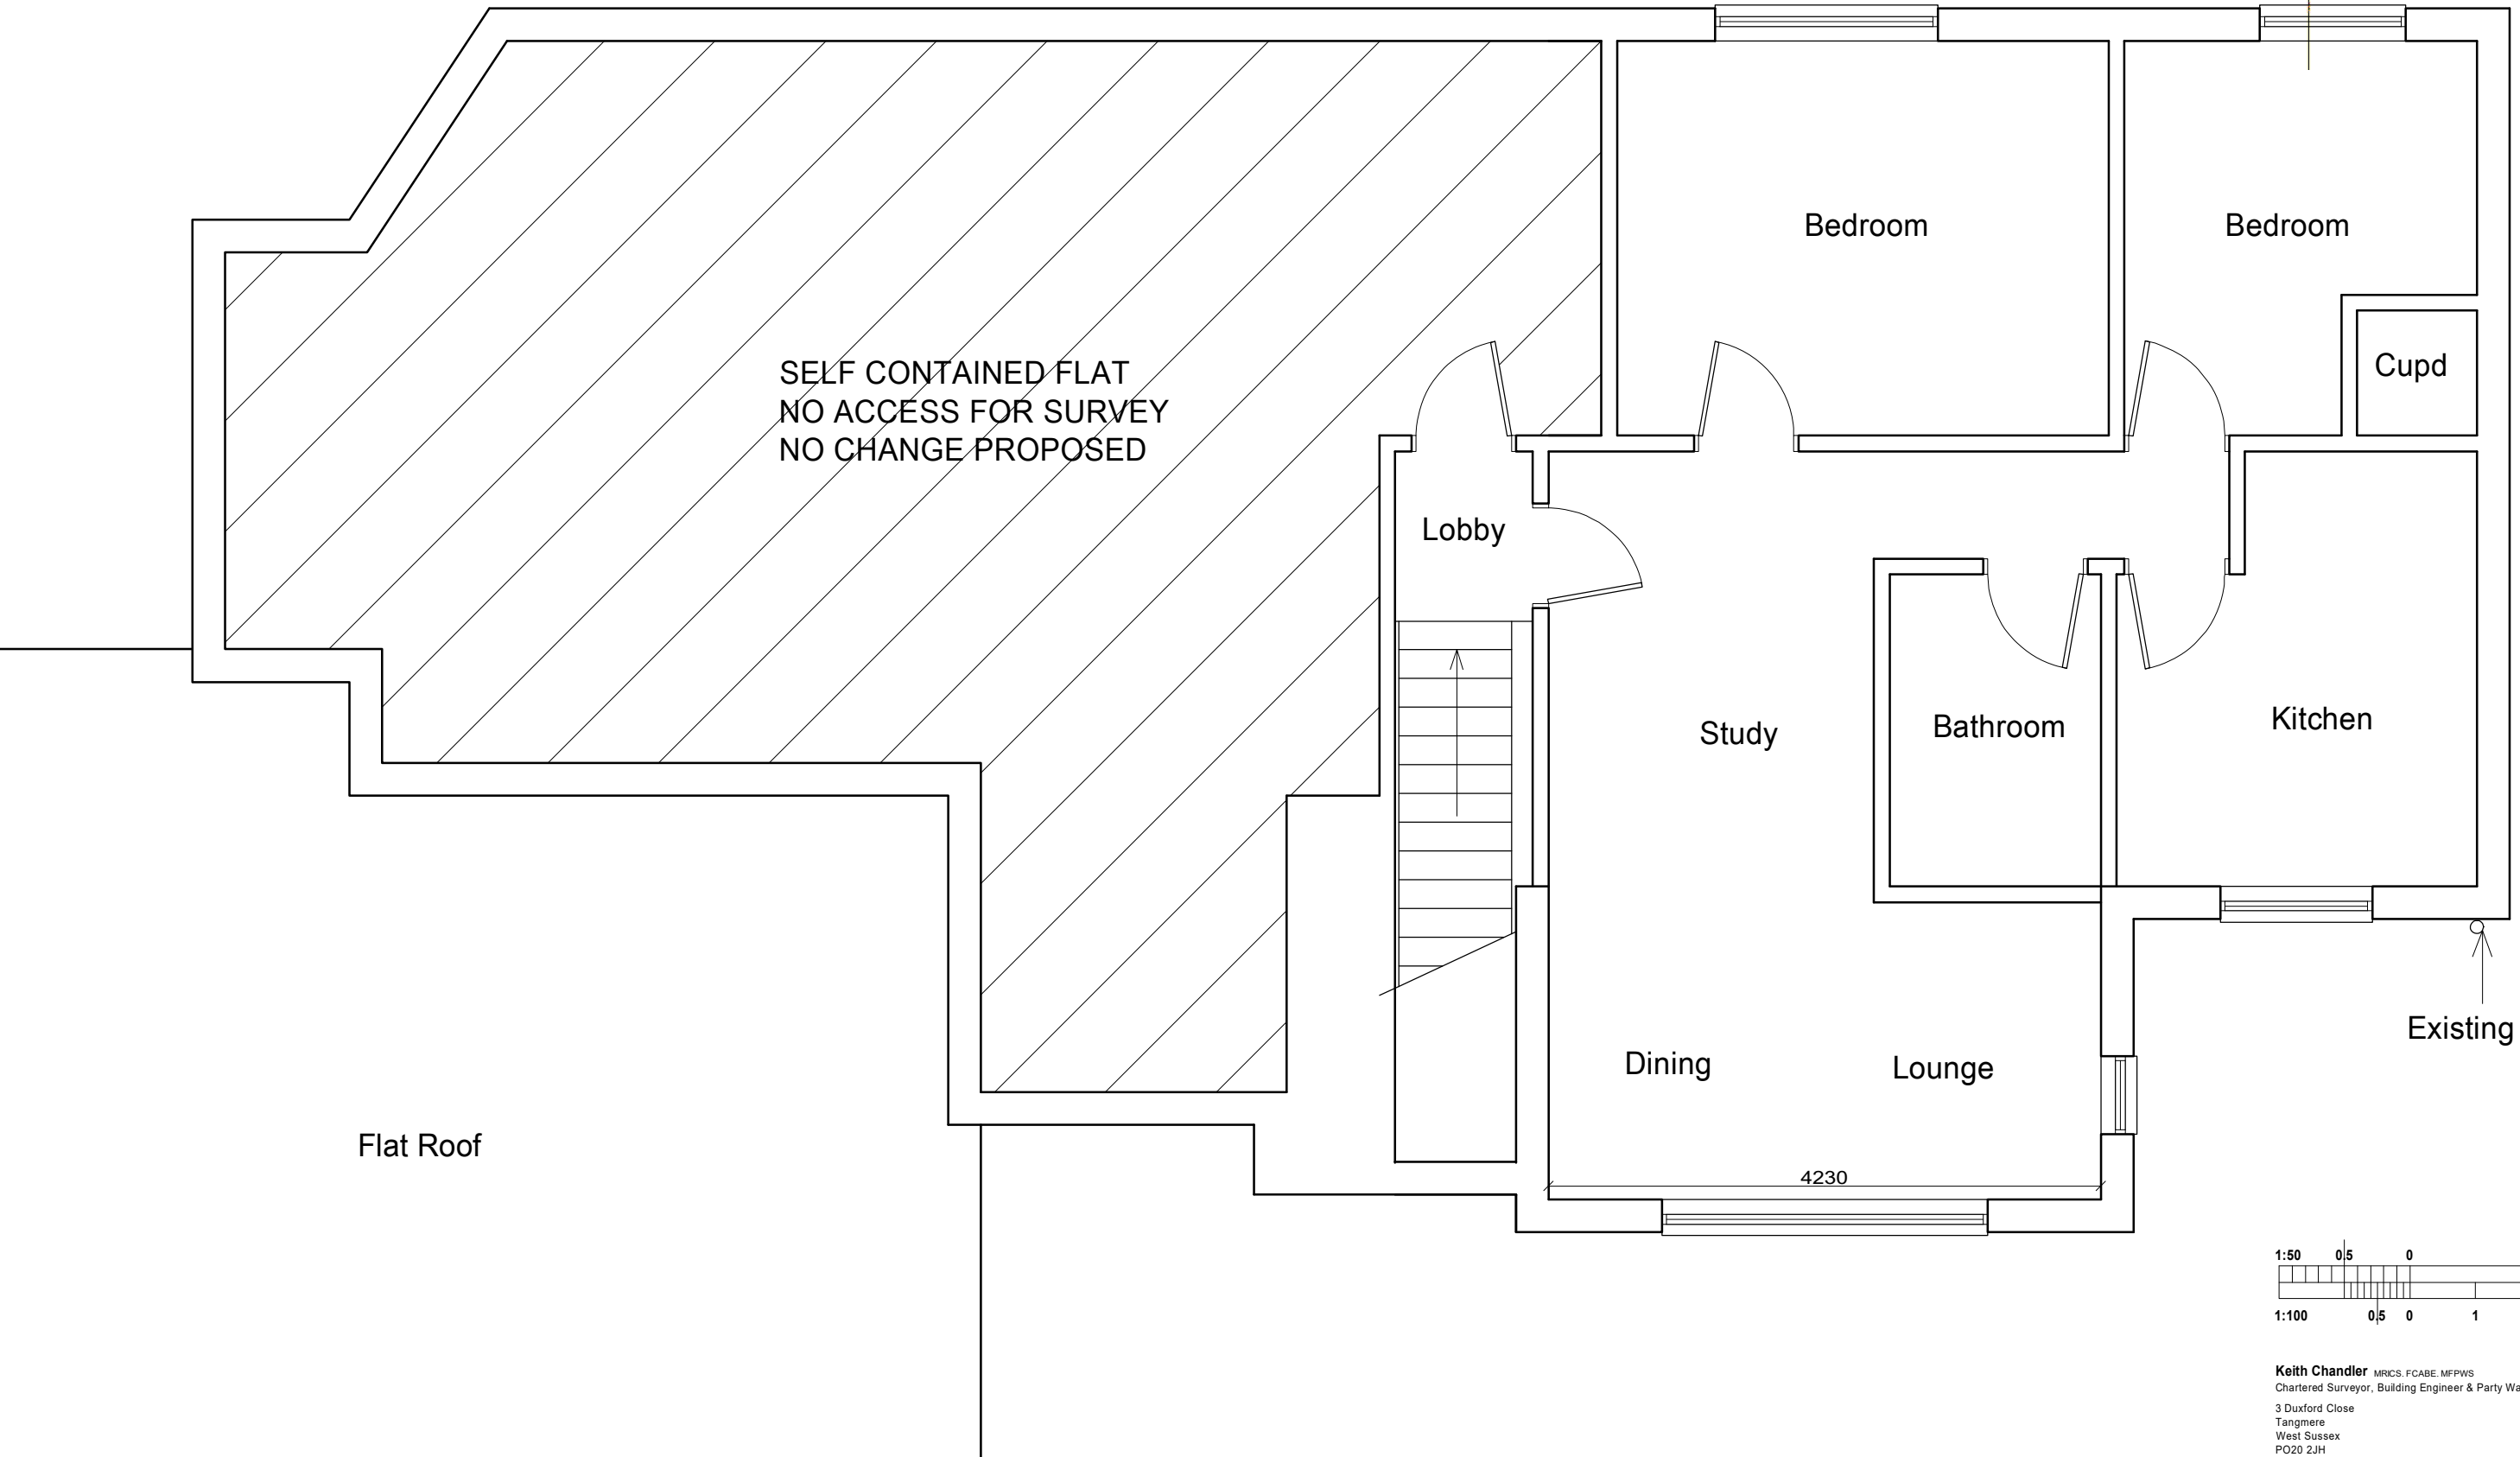 Bedroom
Bedroom
SELF CONTAINED FLAT
NO ACCESS FOR SURVEY
NO CHANGE PROPOSED
Cupd
Lobby
Study
Bathroom
Kitchen
Existing
Dining
Lounge
Flat Roof
4230
1:50 0.5 0
1:100 0.5 0 1
Keith Chandler MRICS. FCABE. MFPWS
Chartered Surveyor, Building Engineer & Party Wa
3 Duxford Close
Tangmere
West Sussex
PO20 2JH